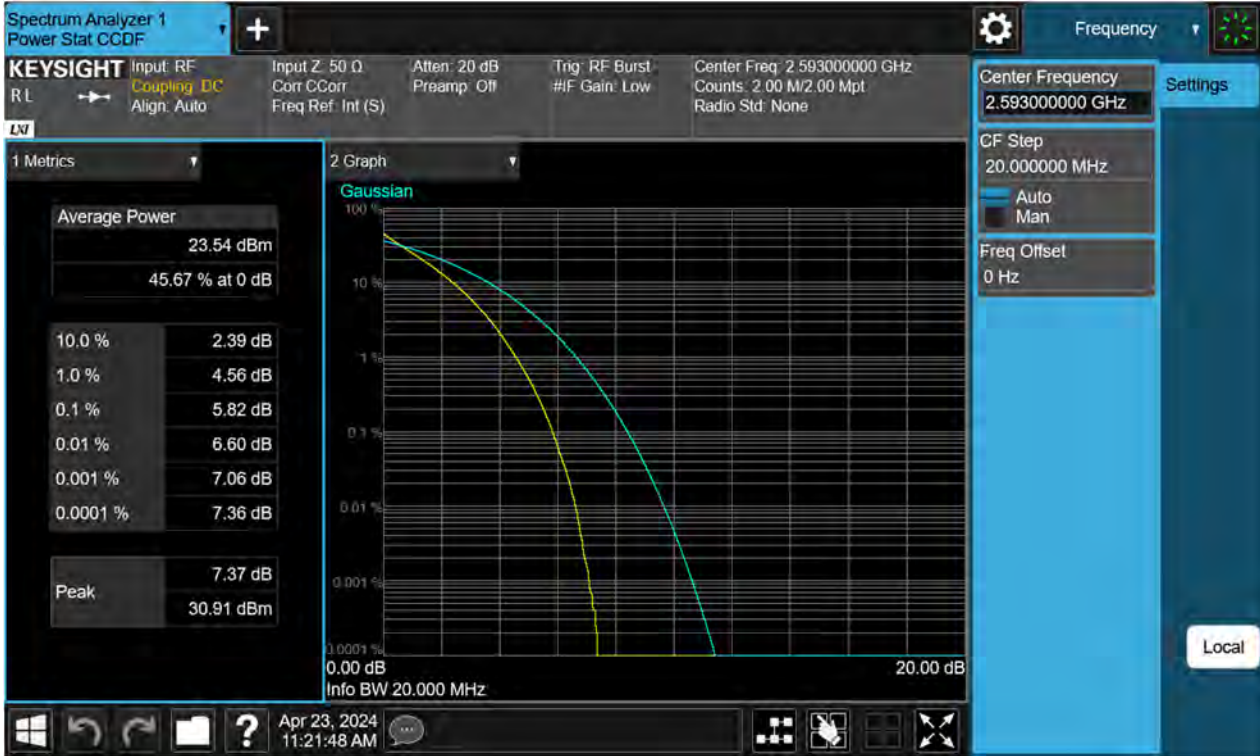 Spectrum Analyzer 1
Power Stat CCDF
+
Frequency
KEYSIGHT
R L
LXI
Input: RF
Coupling: DC
Align: Auto
Input Z: 50 Ω
Corr CCorr
Freq Ref: Int (S)
Atten: 20 dB
Preamp: Off
Trig: RF Burst
#IF Gain: Low
Center Freq: 2.593000000 GHz
Counts: 2.00 M/2.00 Mpt
Radio Std: None
Center Frequency
2.593000000 GHz
Settings
CF Step
20.000000 MHz
Auto
Man
Freq Offset
0 Hz
Local
1 Metrics
Average Power
23.54 dBm
45.67 % at 0 dB
10.0 % 2.39 dB
1.0 % 4.56 dB
0.1 % 5.82 dB
0.01 % 6.60 dB
0.001 % 7.06 dB
0.0001 % 7.36 dB
Peak
7.37 dB
30.91 dBm
2 Graph
Gaussian
100 %
10 %
1 %
0.1 %
0.01 %
0.001 %
0.0001 %
0.00 dB 20.00 dB
Info BW 20.000 MHz
?
Apr 23, 2024
11:21:48 AM